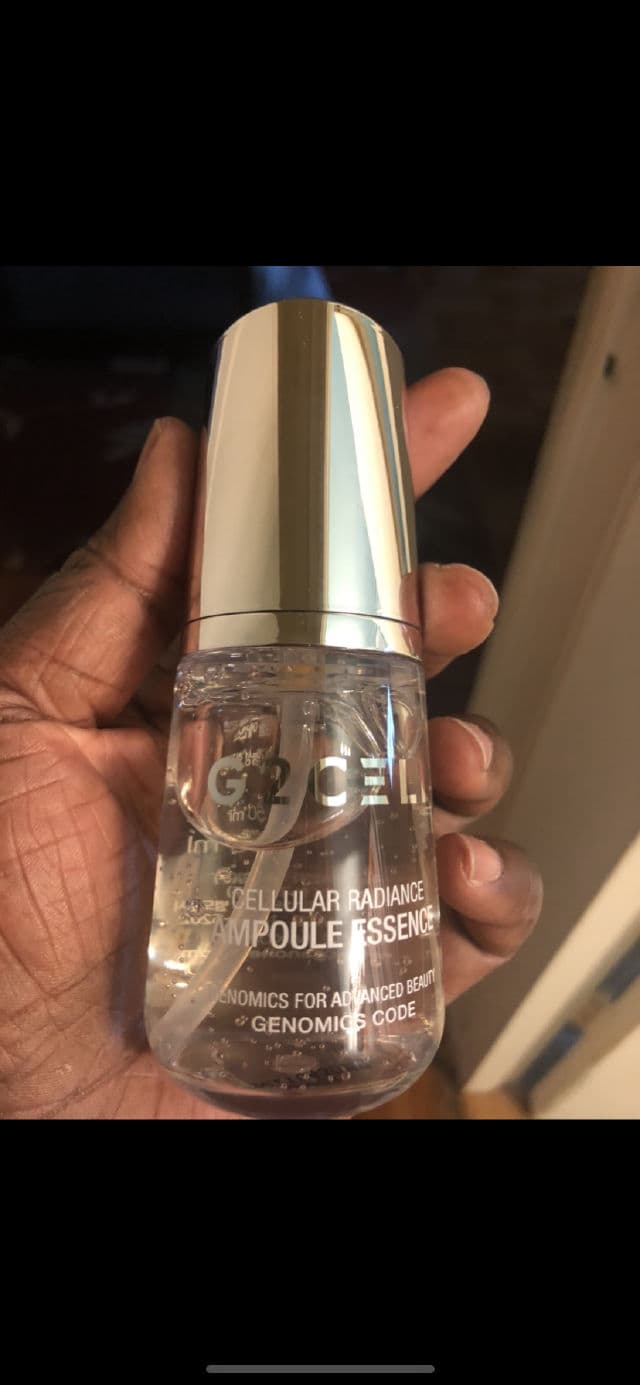 G2CELL
CELLULAR RADIANCE
AMPOULE ESSENCE
GENOMICS FOR ADVANCED BEAUTY
GENOMICS CODE